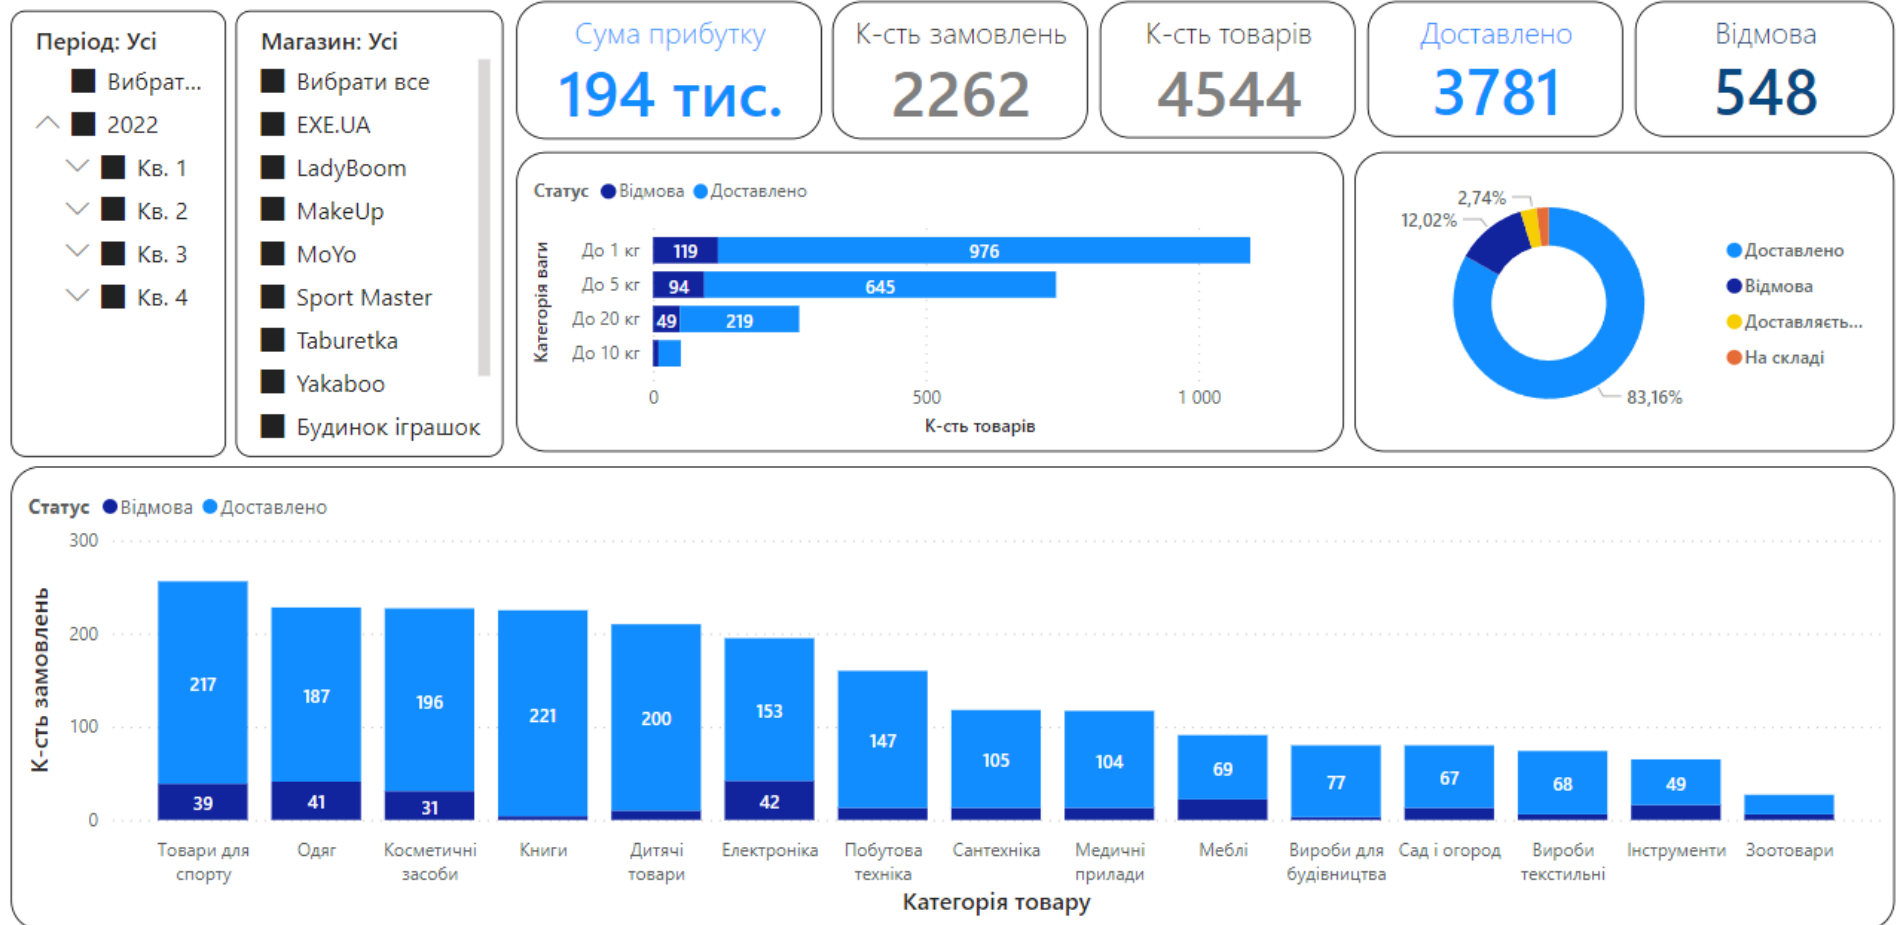 Період: Усі
Вибрат...
2022
Кв. 1
Кв. 2
Кв. 3
Кв. 4
Магазин: Усі
Вибрати все
EXE.UA
LadyBoom
MakeUp
MoYo
Sport Master
Taburetka
Yakaboo
Будинок іграшок
Сума прибутку
194 тис.
К-сть замовлень
2262
К-сть товарів
4544
Доставлено
3781
Відмова
548
Статус Відмова Доставлено
Категорія ваги
До 1 кг 119 976
До 5 кг 94 645
До 20 кг 49 219
До 10 кг
0 500 1 000
К-сть товарів
2,74%
12,02%
83,16%
Доставлено
Відмова
Доставляєть...
На складі
Статус Відмова Доставлено
К-сть замовлень
300
200
100
0
217 187 196 221 200 153 147 105 104 69 77 67 68 49
39 41 31 42
Товари для спорту
Одяг
Косметичні засоби
Книги
Дитячі товари
Електроніка
Побутова техніка
Сантехніка
Медичні прилади
Меблі
Вироби для будівництва
Сад і огород
Вироби текстильні
Інструменти
Зоотовари
Категорія товару